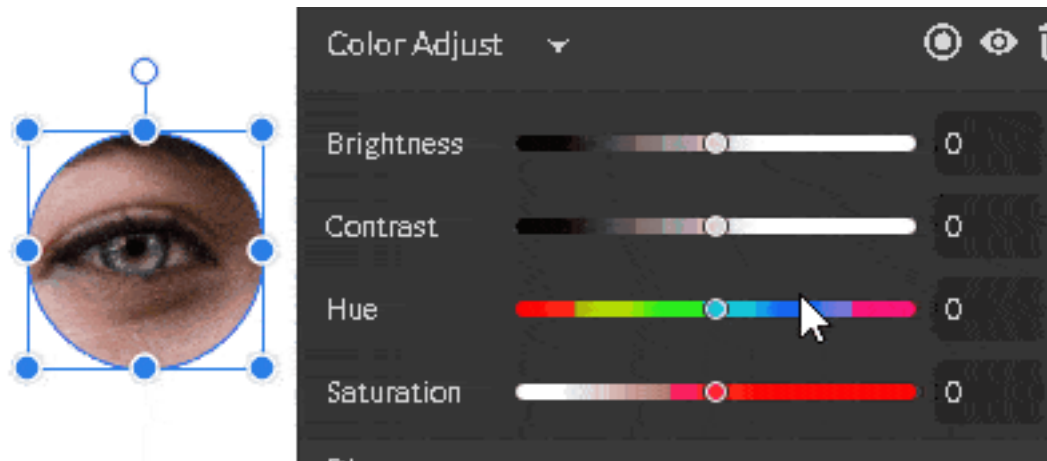 Color Adjust
Brightness 0
Contrast 0
Hue 0
Saturation 0